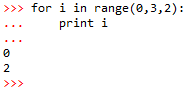 >>> for i in range(0,3,2):
...     print i
...
0
2
>>>